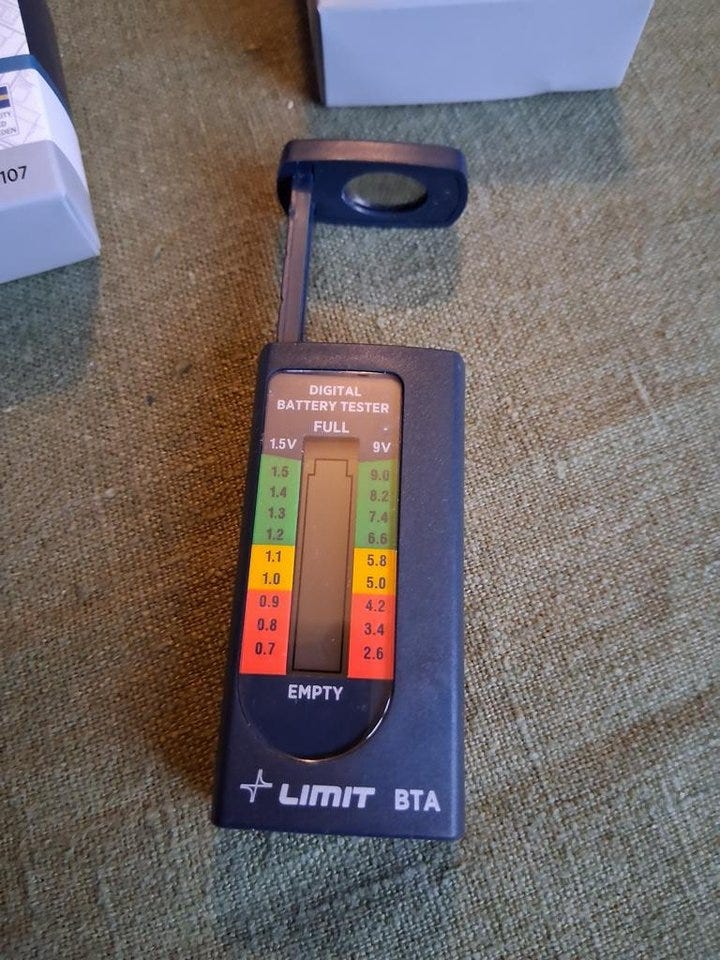 107
DIGITAL
BATTERY TESTER
FULL
1.5V 9V
1.5 9.0
1.4 8.2
1.3 7.4
1.2 6.6
1.1 5.8
1.0 5.0
0.9 4.2
0.8 3.4
0.7 2.6
EMPTY
LIMIT BTA